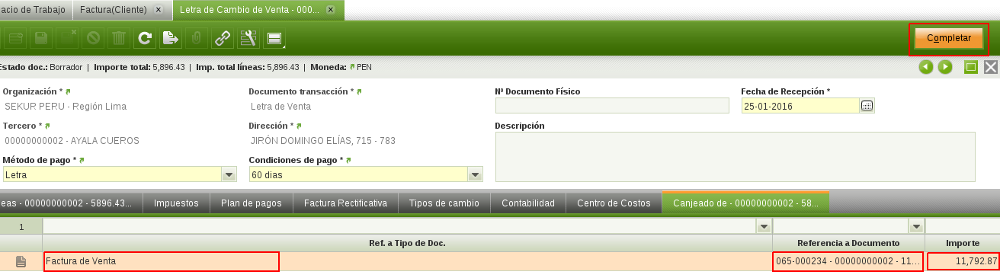 acio de Trabajo Factura(Cliente) Letra de Cambio de Venta - 000...
Completar
Estado doc.: Borrador | Importe total: 5,896.43 | Imp. total líneas: 5,896.43 | Moneda: PEN
Organización * Documento transacción * Nº Documento Físico Fecha de Recepción *
SEKUR PERU - Región Lima Letra de Venta 25-01-2016
Tercero * Dirección * Descripción
00000000002 - AYALA CUEROS JIRÓN DOMINGO ELÍAS, 715 - 783
Método de pago * Condiciones de pago *
Letra 60 dias
eas - 00000000002 - 5896.43... Impuestos Plan de pagos Factura Rectificativa Tipos de cambio Contabilidad Centro de Costos Canjeado de - 00000000002 - 58...
1
Ref. a Tipo de Doc. Referencia a Documento Importe
Factura de Venta 065-000234 - 00000000002 - 11... 11,792.87